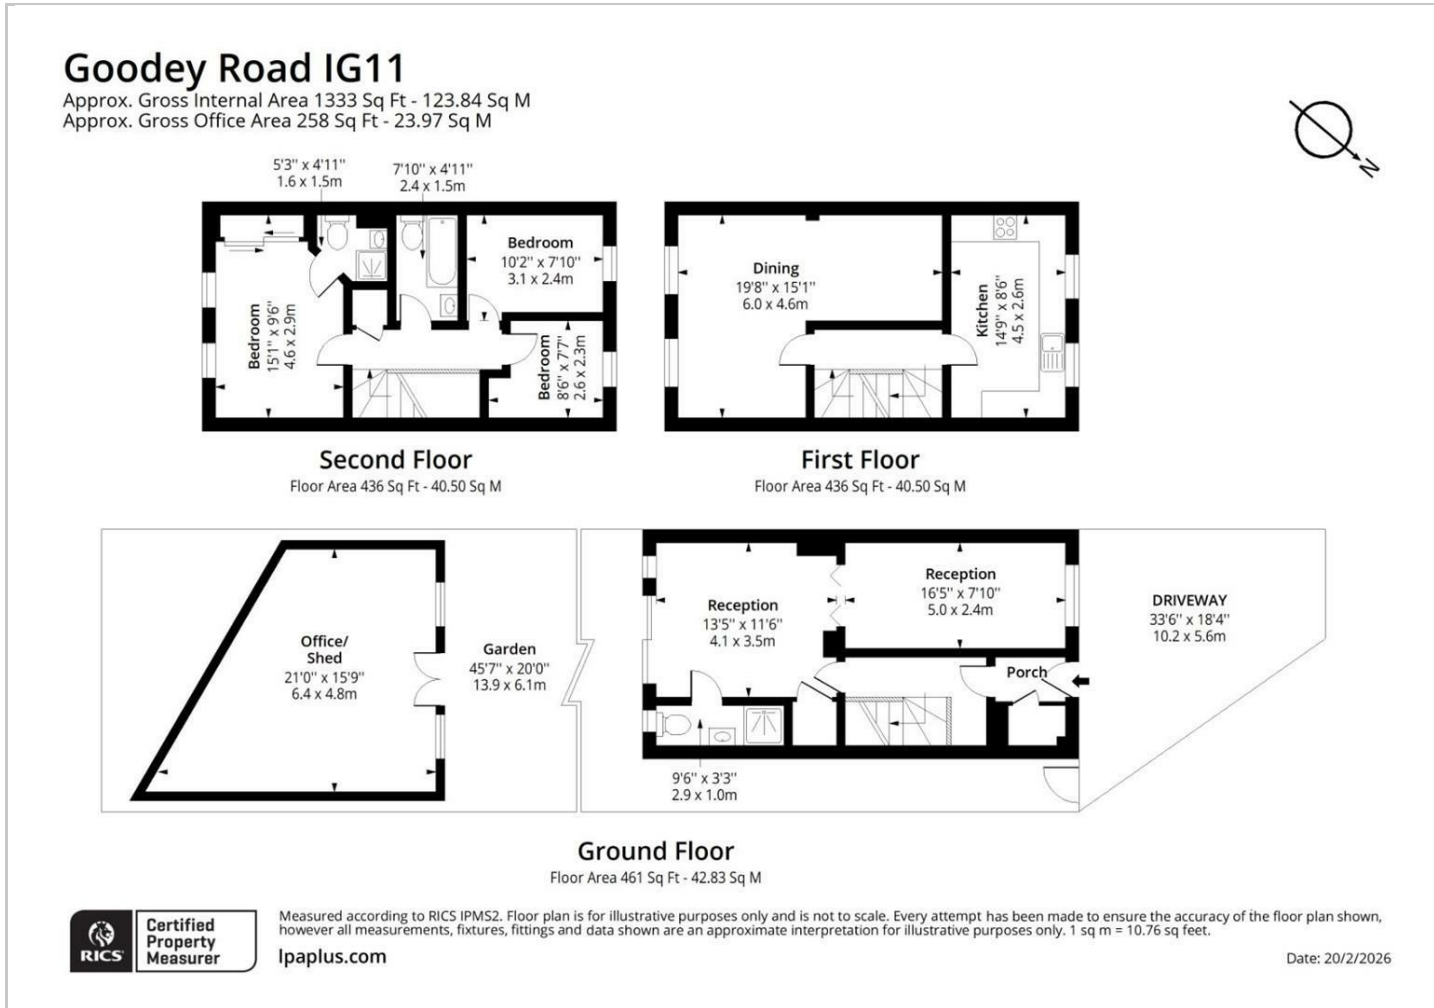 Goodey Road IG11
Approx. Gross Internal Area 1333 Sq Ft - 123.84 Sq M
Approx. Gross Office Area 258 Sq Ft - 23.97 Sq M
N
5'3" x 4'11"
1.6 x 1.5m
7'10" x 4'11"
2.4 x 1.5m
Bedroom
10'2" x 7'10"
3.1 x 2.4m
Bedroom
15'1" x 9'6"
4.6 x 2.9m
Bedroom
8'6" x 7'7"
2.6 x 2.3m
Second Floor
Floor Area 436 Sq Ft - 40.50 Sq M
Dining
19'8" x 15'1"
6.0 x 4.6m
Kitchen
14'9" x 8'6"
4.5 x 2.6m
First Floor
Floor Area 436 Sq Ft - 40.50 Sq M
Office/
Shed
21'0" x 15'9"
6.4 x 4.8m
Garden
45'7" x 20'0"
13.9 x 6.1m
Reception
13'5" x 11'6"
4.1 x 3.5m
Reception
16'5" x 7'10"
5.0 x 2.4m
Porch
DRIVEWAY
33'6" x 18'4"
10.2 x 5.6m
9'6" x 3'3"
2.9 x 1.0m
Ground Floor
Floor Area 461 Sq Ft - 42.83 Sq M
RICS
Certified
Property
Measurer
Measured according to RICS IPMS2. Floor plan is for illustrative purposes only and is not to scale. Every attempt has been made to ensure the accuracy of the floor plan shown,
however all measurements, fixtures, fittings and data shown are an approximate interpretation for illustrative purposes only. 1 sq m = 10.76 sq feet.
lpaplus.com
Date: 20/2/2026